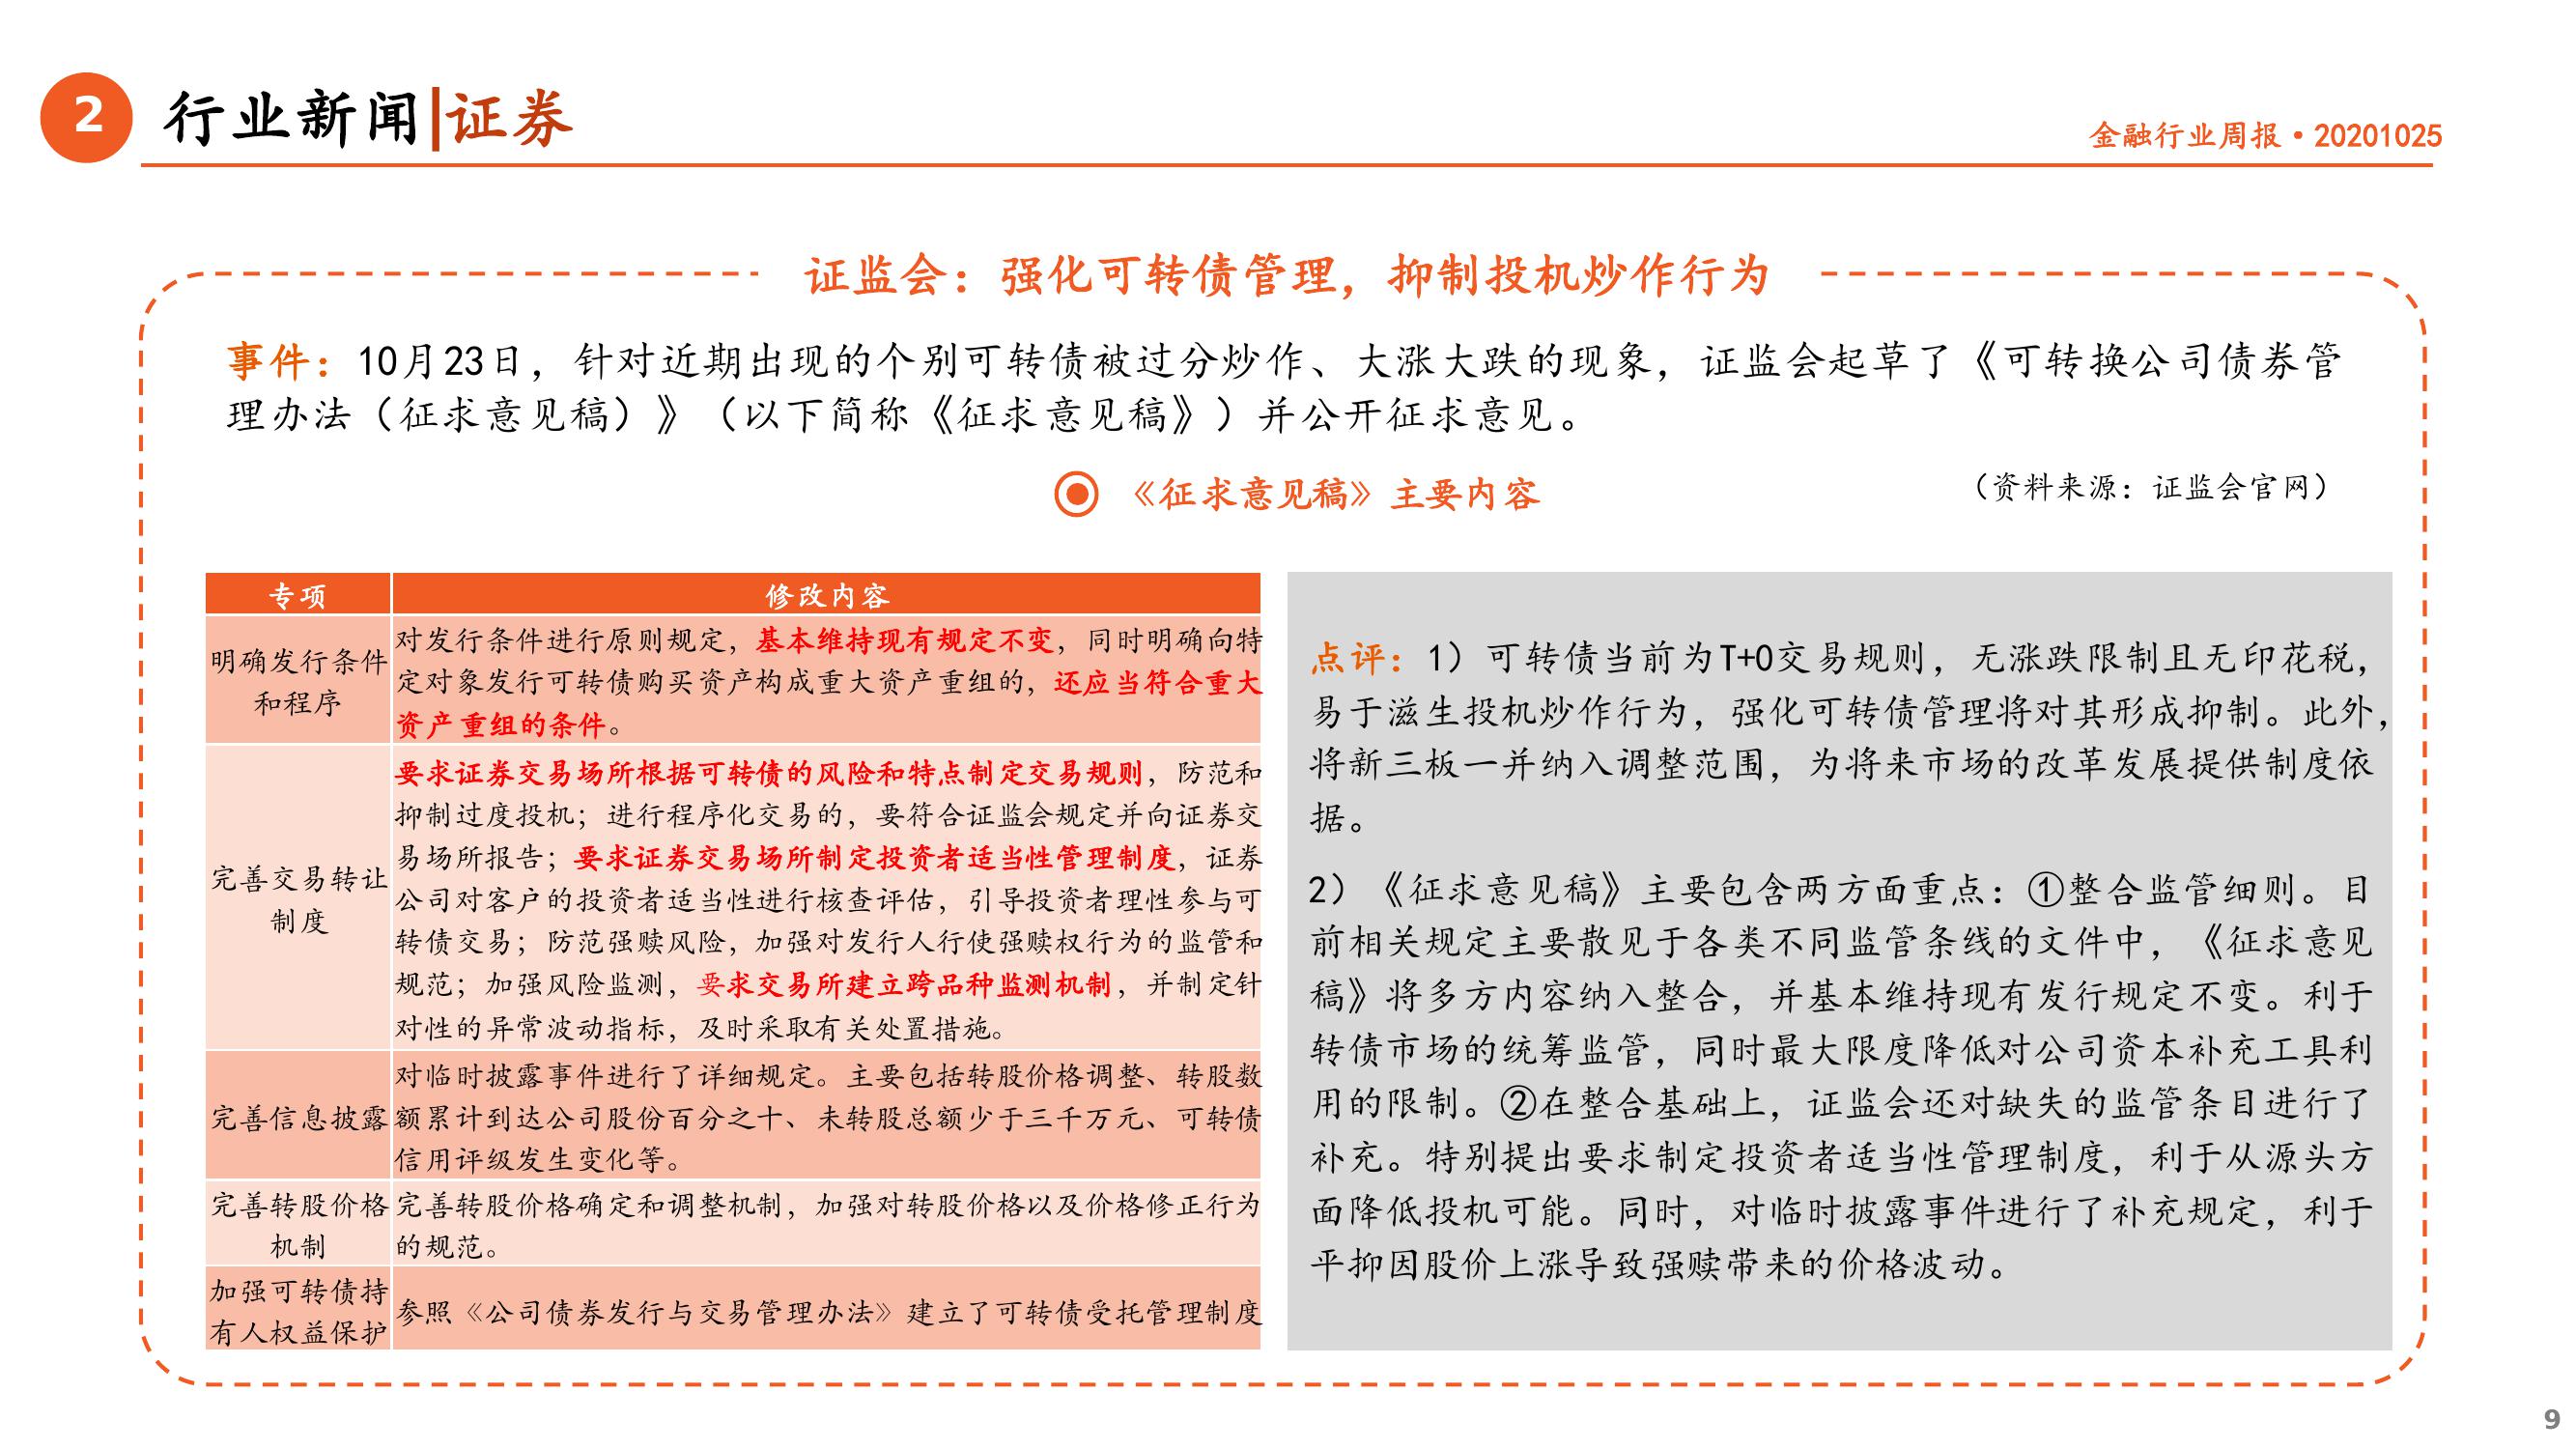 2
行业新闻|证券
金融行业周报•20201025
证监会：强化可转债管理，抑制投机炒作行为
事件：10月23日，针对近期出现的个别可转债被过分炒作、大涨大跌的现象，证监会起草了《可转换公司债券管
理办法（征求意见稿）》（以下简称《征求意见稿》）并公开征求意见。
《征求意见稿》主要内容
（资料来源：证监会官网）
专项
修改内容
明确发行条件
和程序
对发行条件进行原则规定，基本维持现有规定不变，同时明确向特
定对象发行可转债购买资产构成重大资产重组的，还应当符合重大
资产重组的条件。
完善交易转让
制度
要求证券交易场所根据可转债的风险和特点制定交易规则，防范和
抑制过度投机；进行程序化交易的，要符合证监会规定并向证券交
易场所报告；要求证券交易场所制定投资者适当性管理制度，证券
公司对客户的投资者适当性进行核查评估，引导投资者理性参与可
转债交易；防范强赎风险，加强对发行人行使强赎权行为的监管和
规范；加强风险监测，要求交易所建立跨品种监测机制，并制定针
对性的异常波动指标，及时采取有关处置措施。
完善信息披露
对临时披露事件进行了详细规定。主要包括转股价格调整、转股数
额累计到达公司股份百分之十、未转股总额少于三千万元、可转债
信用评级发生变化等。
完善转股价格
机制
完善转股价格确定和调整机制，加强对转股价格以及价格修正行为
的规范。
加强可转债持
有人权益保护
参照《公司债券发行与交易管理办法》建立了可转债受托管理制度
点评：1）可转债当前为T+0交易规则，无涨跌限制且无印花税，
易于滋生投机炒作行为，强化可转债管理将对其形成抑制。此外，
将新三板一并纳入调整范围，为将来市场的改革发展提供制度依
据。
2）《征求意见稿》主要包含两方面重点：①整合监管细则。目
前相关规定主要散见于各类不同监管条线的文件中，《征求意见
稿》将多方内容纳入整合，并基本维持现有发行规定不变。利于
转债市场的统筹监管，同时最大限度降低对公司资本补充工具利
用的限制。②在整合基础上，证监会还对缺失的监管条目进行了
补充。特别提出要求制定投资者适当性管理制度，利于从源头方
面降低投机可能。同时，对临时披露事件进行了补充规定，利于
平抑因股价上涨导致强赎带来的价格波动。
9